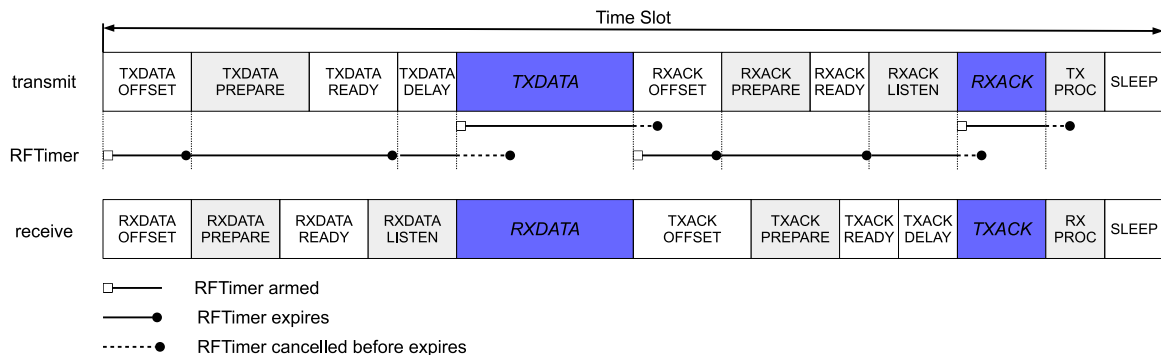 Time Slot
transmit
TXDATA OFFSET
TXDATA PREPARE
TXDATA READY
TXDATA DELAY
TXDATA
RXACK OFFSET
RXACK PREPARE
RXACK READY
RXACK LISTEN
RXACK
TX PROC
SLEEP
RFTimer
receive
RXDATA OFFSET
RXDATA PREPARE
RXDATA READY
RXDATA LISTEN
RXDATA
TXACK OFFSET
TXACK PREPARE
TXACK READY
TXACK DELAY
TXACK
RX PROC
SLEEP
RFTimer armed
RFTimer expires
RFTimer cancelled before expires